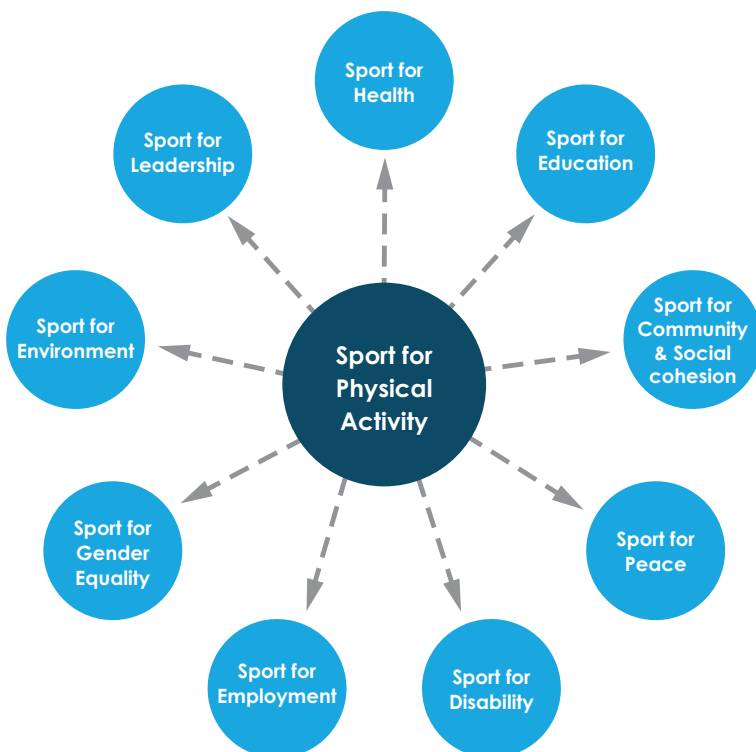 Sport for
Health
Sport for
Education
Sport for
Community
& Social
cohesion
Sport for
Peace
Sport for
Disability
Sport for
Employment
Sport for
Gender
Equality
Sport for
Environment
Sport for
Leadership
Sport for
Physical
Activity